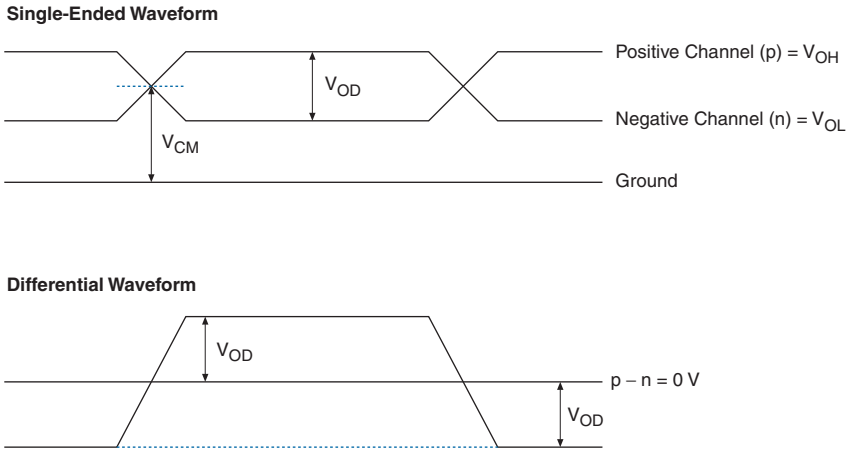 Single-Ended Waveform
Positive Channel (p) = VOH
VOD
Negative Channel (n) = VOL
VCM
Ground
Differential Waveform
VOD
p – n = 0 V
VOD